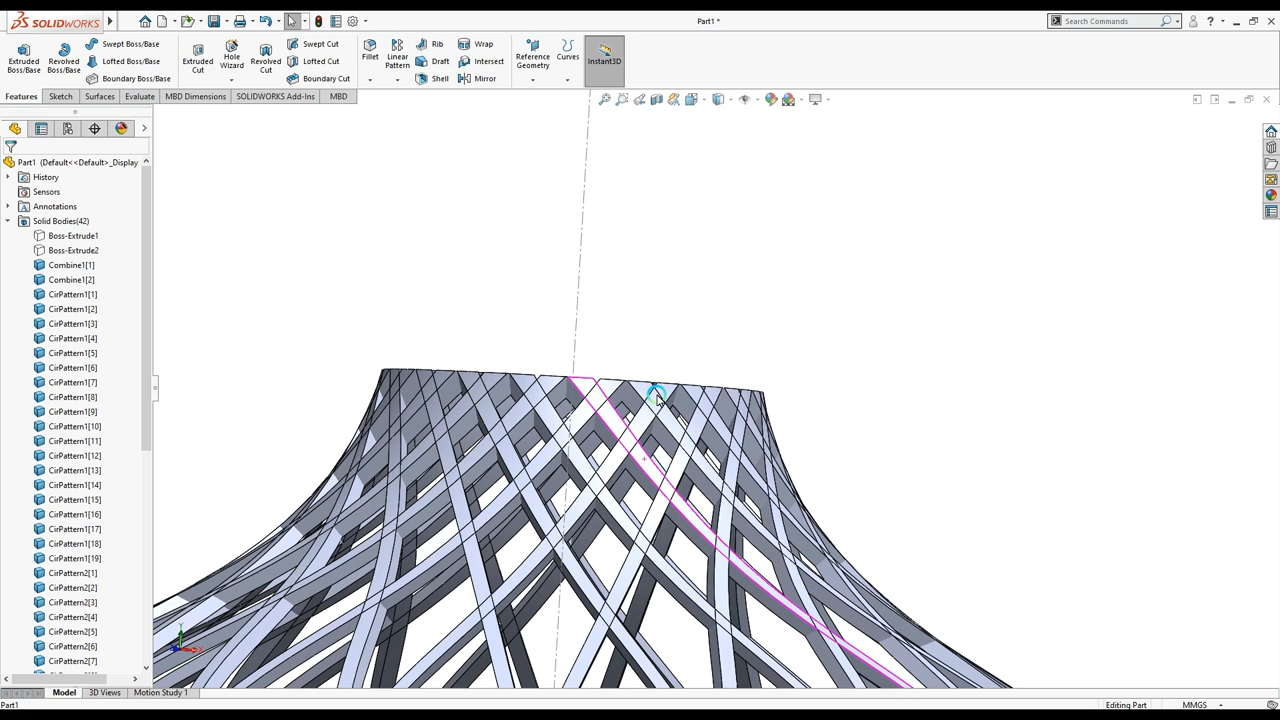 SOLIDWORKS
Part1 *
Search Commands
Extruded Boss/Base
Revolved Boss/Base
Swept Boss/Base
Lofted Boss/Base
Boundary Boss/Base
Extruded Cut
Hole Wizard
Revolved Cut
Swept Cut
Lofted Cut
Boundary Cut
Fillet
Linear Pattern
Rib
Draft
Shell
Wrap
Intersect
Mirror
Reference Geometry
Curves
Instant3D
Features
Sketch
Surfaces
Evaluate
MBD Dimensions
SOLIDWORKS Add-Ins
MBD
Part1 (Default<<Default>_Display
History
Sensors
Annotations
Solid Bodies(42)
Boss-Extrude1
Boss-Extrude2
Combine1[1]
Combine1[2]
CirPattern1[1]
CirPattern1[2]
CirPattern1[3]
CirPattern1[4]
CirPattern1[5]
CirPattern1[6]
CirPattern1[7]
CirPattern1[8]
CirPattern1[9]
CirPattern1[10]
CirPattern1[11]
CirPattern1[12]
CirPattern1[13]
CirPattern1[14]
CirPattern1[15]
CirPattern1[16]
CirPattern1[17]
CirPattern1[18]
CirPattern1[19]
CirPattern2[1]
CirPattern2[2]
CirPattern2[3]
CirPattern2[4]
CirPattern2[5]
CirPattern2[6]
CirPattern2[7]
Model
3D Views
Motion Study 1
Part1
Editing Part
MMGS